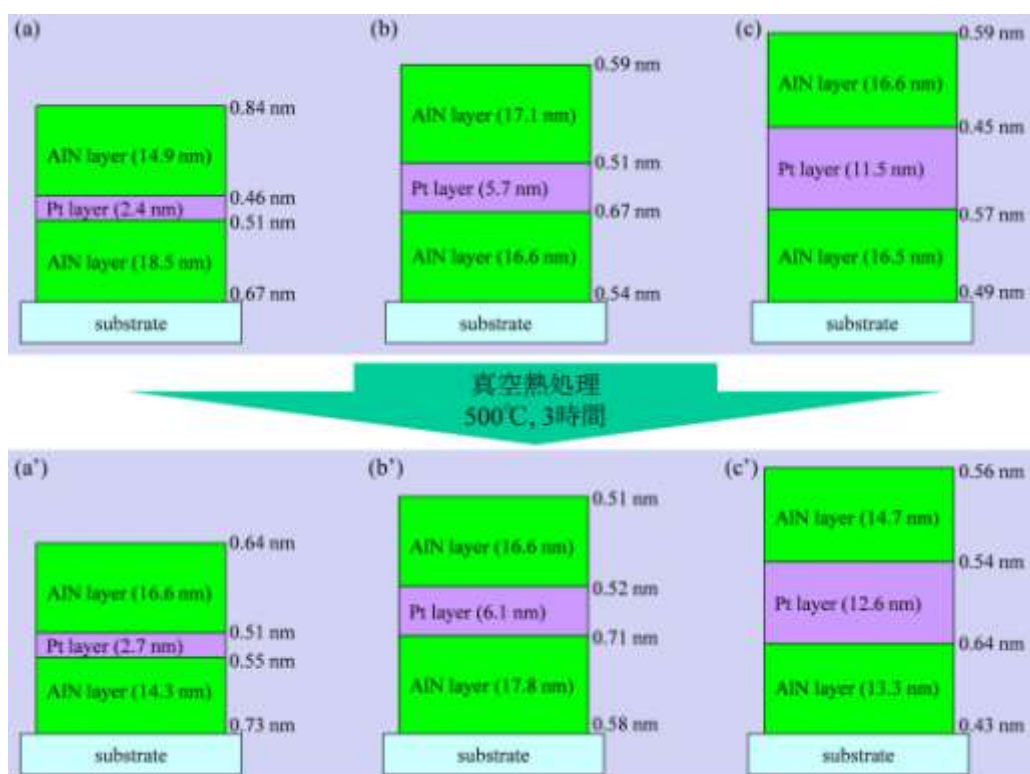 (a)
0.84 nm
AlN layer (14.9 nm)
0.46 nm
Pt layer (2.4 nm)
0.51 nm
AlN layer (18.5 nm)
0.67 nm
substrate
(b)
0.59 nm
AlN layer (17.1 nm)
0.51 nm
Pt layer (5.7 nm)
0.67 nm
AlN layer (16.6 nm)
0.54 nm
substrate
(c)
0.59 nm
AlN layer (16.6 nm)
0.45 nm
Pt layer (11.5 nm)
0.57 nm
AlN layer (16.5 nm)
0.49 nm
substrate
真空熱処理
500℃, 3時間
(a’)
0.64 nm
AlN layer (16.6 nm)
0.51 nm
Pt layer (2.7 nm)
0.55 nm
AlN layer (14.3 nm)
0.73 nm
substrate
(b’)
0.51 nm
AlN layer (16.6 nm)
0.52 nm
Pt layer (6.1 nm)
0.71 nm
AlN layer (17.8 nm)
0.58 nm
substrate
(c’)
0.56 nm
AlN layer (14.7 nm)
0.54 nm
Pt layer (12.6 nm)
0.64 nm
AlN layer (13.3 nm)
0.43 nm
substrate